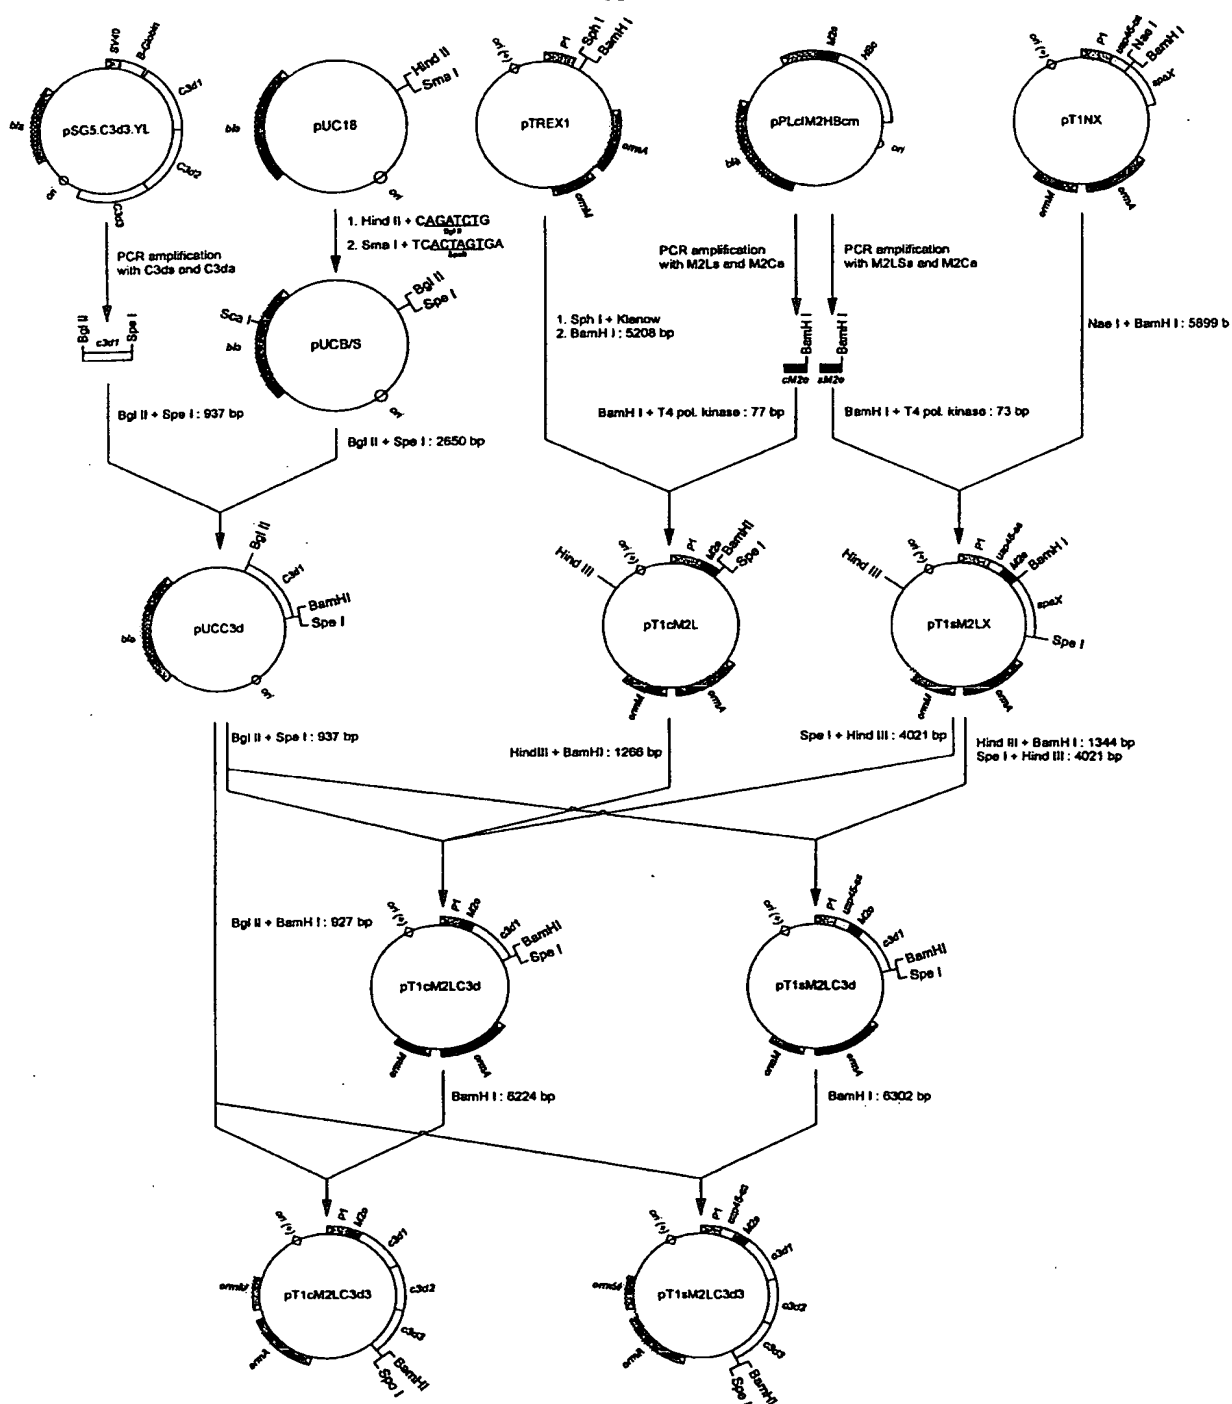 SV40
B-Globin
C3d1
C3d2
C3d3
ori
bla
pSG5.C3d3.YL
Hind II
Sma I
bla
pUC18
ori
ori (+)
P1
Sph I
BamH I
pTREX1
ermA
ermM
M2e
HBc
pPLcIM2HBcm
bla
ori
ori (+)
P1
usp45-ss
Nae I
BamH I
spaX
pT1NX
ermM
ermA
PCR amplification
with C3ds and C3da
1. Hind II + CAGATCTG
Bgl II
2. Sma I + TCACTAGTGA
SpeI
PCR amplification
with M2Ls and M2Ca
PCR amplification
with M2LSs and M2Ca
Bgl II
Spe I
c3d1
Sca I
bla
pUCB/S
Bgl II
Spe I
ori
1. Sph I + Klenow
2. BamH I : 5208 bp
BamH I
cM2e
BamH I
sM2e
Nae I + BamH I : 5899 b
Bgl II + Spe I : 937 bp
Bgl II + Spe I : 2650 bp
BamH I + T4 pol. kinase : 77 bp
BamH I + T4 pol. kinase : 73 bp
Bgl II
C3d1
BamHI
Spe I
bla
pUCC3d
ori
Hind III
ori (+)
P1
M2e
BamHI
Spe I
pT1cM2L
ermM
ermA
Hind III
ori (+)
P1
usp45-ss
M2e
BamH I
spaX
Spe I
pT1sM2LX
ermM
ermA
Bgl II + Spe I : 937 bp
HindIII + BamHI : 1266 bp
Spe I + Hind III : 4021 bp
Hind III + BamH I : 1344 bp
Spe I + Hind III : 4021 bp
Bgl II + BamH I : 927 bp
ori (+)
P1
M2e
c3d1
BamHI
Spe I
pT1cM2LC3d
ermM
ermA
ori (+)
P1
usp45-ss
M2e
c3d1
BamHI
Spe I
pT1sM2LC3d
ermM
ermA
BamH I : 6224 bp
BamH I : 6302 bp
ori (+)
P1
M2e
c3d1
c3d2
c3d3
BamHI
Spe I
pT1cM2LC3d3
ermM
ermA
ori (+)
P1
usp45-ss
M2e
c3d1
c3d2
c3d3
BamHI
Spe I
pT1sM2LC3d3
ermM
ermA